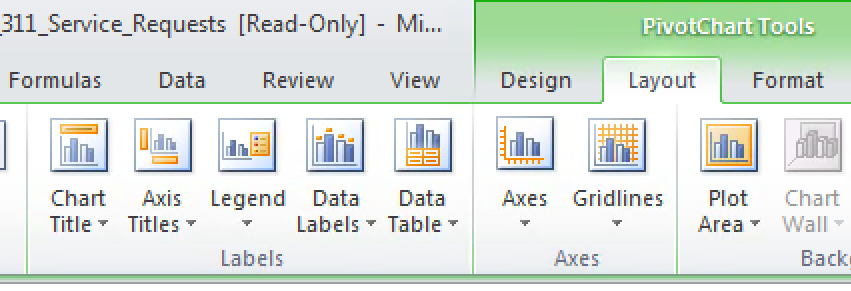 _311_Service_Requests [Read-Only] - Mi...
PivotChart Tools
Formulas Data Review View Design Layout Format
Chart Title
Axis Titles
Legend
Data Labels
Data Table
Axes
Gridlines
Plot Area
Chart Wall
Labels
Axes